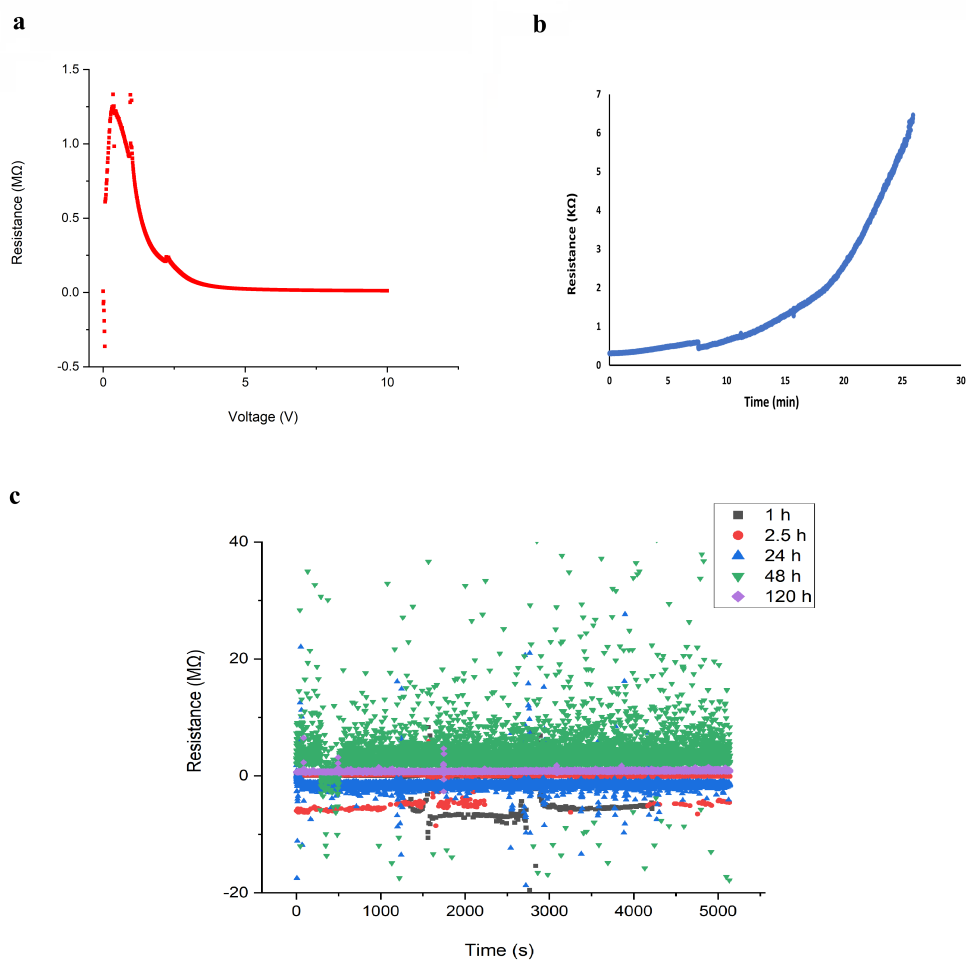 a
1.5
1.0
0.5
0.0
-0.5
0
5
10
Resistance (MΩ)
Voltage (V)
b
7
6
5
4
3
2
1
0
0
5
10
15
20
25
30
Resistance (KΩ)
Time (min)
c
1 h
2.5 h
24 h
48 h
120 h
40
20
0
-20
0
1000
2000
3000
4000
5000
Resistance (MΩ)
Time (s)